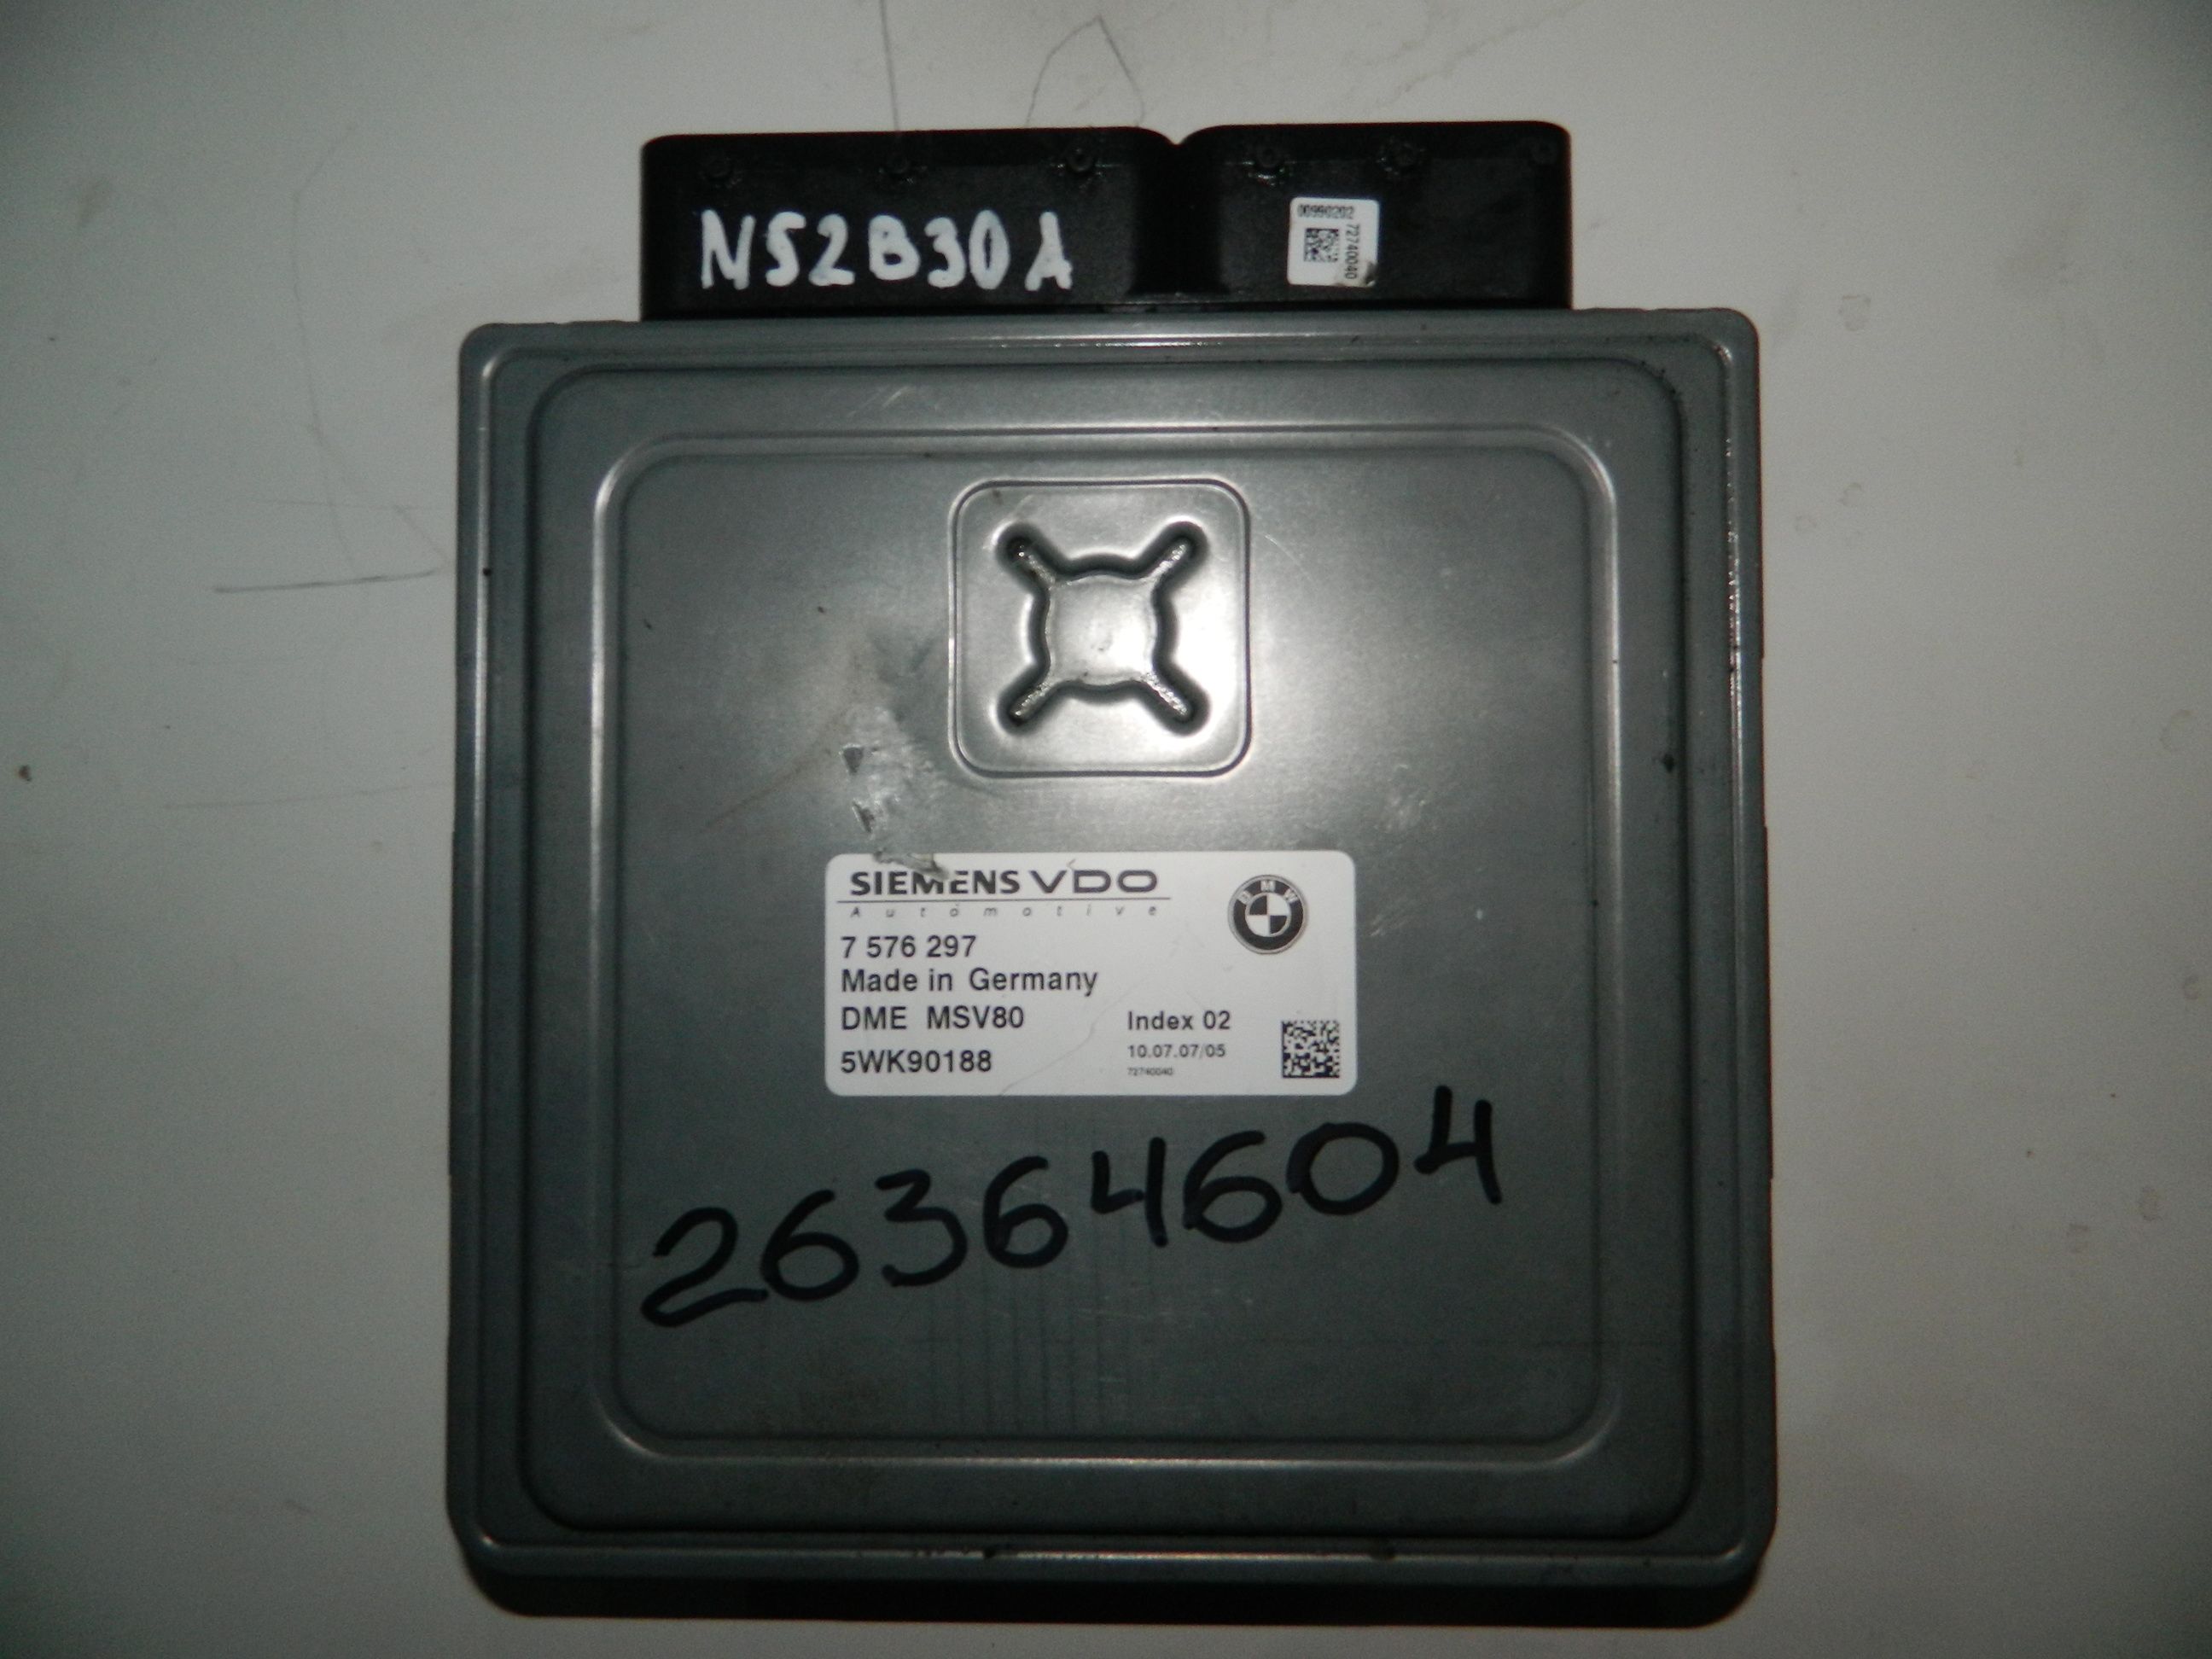 N52B30A
00990202
72740040
SIEMENS VDO
Automotive
BMW
7 576 297
Made in Germany
DME MSV80
Index 02
5WK90188
10.07.07/05
72740040
26364604